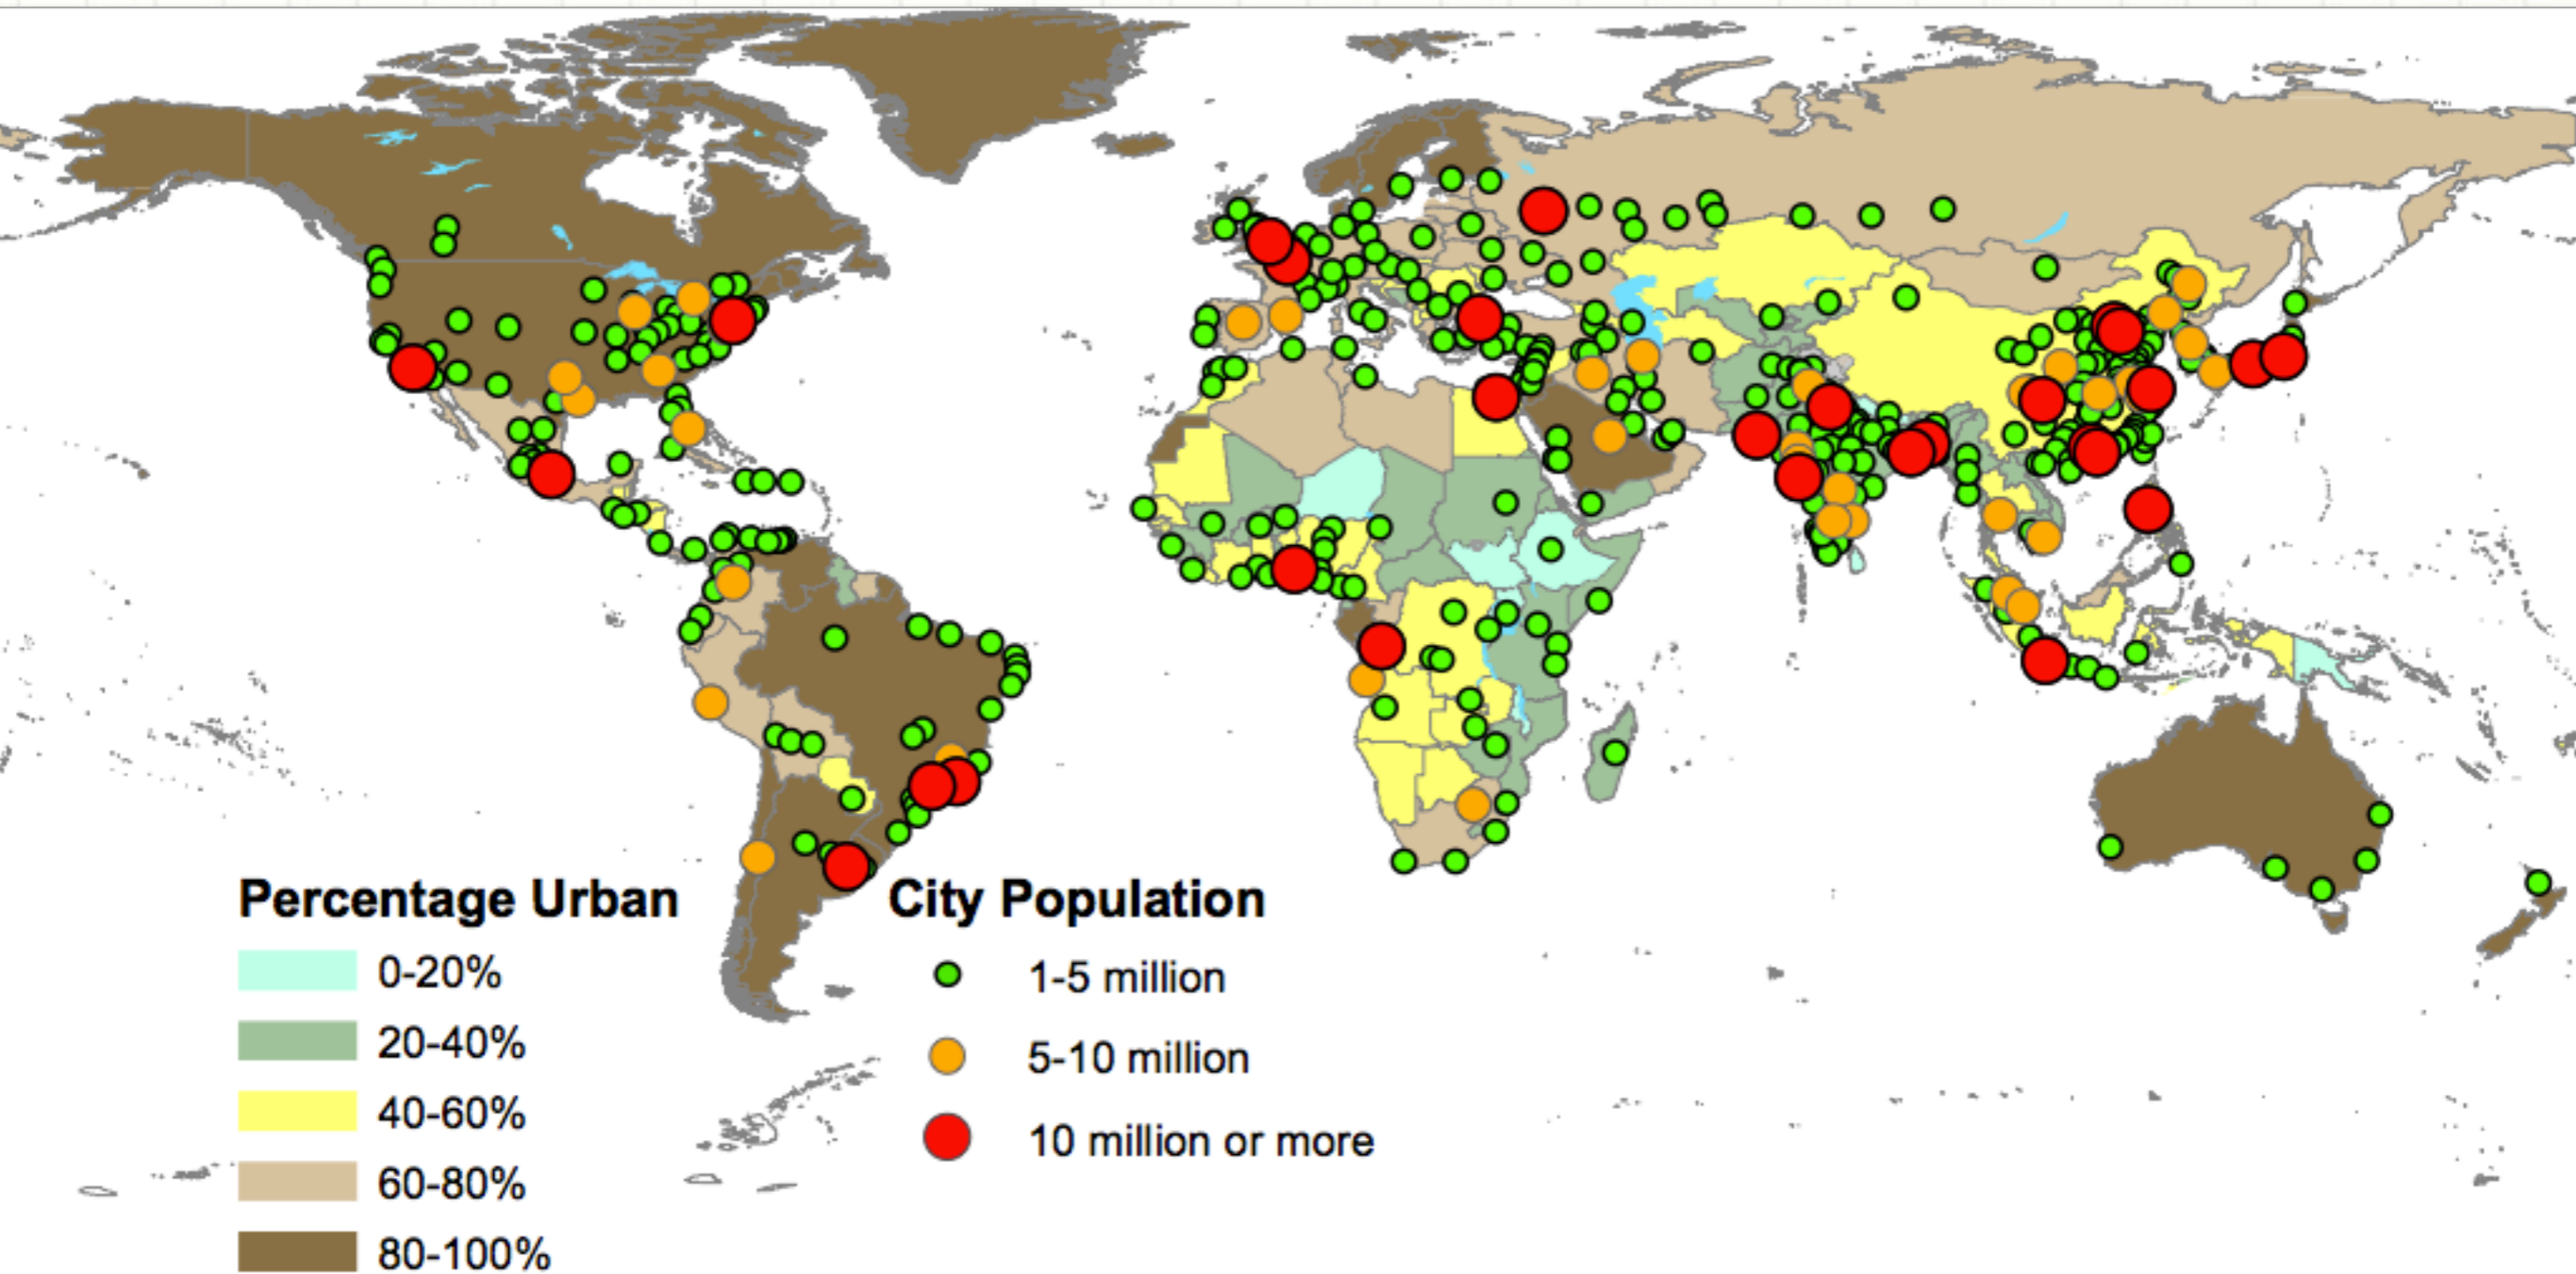 Percentage Urban
0-20%
20-40%
40-60%
60-80%
80-100%
City Population
1-5 million
5-10 million
10 million or more